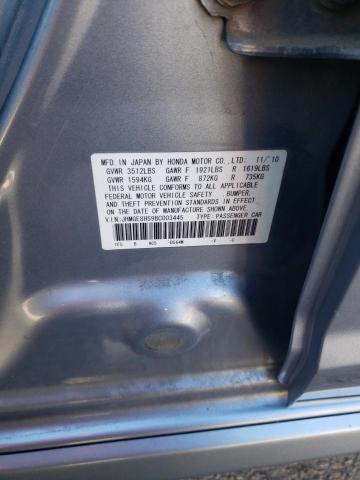 MFD. IN JAPAN BY HONDA MOTOR CO., LTD. 11/10
GVWR 3512LBS GAWR F 1921LBS R 1619LBS
GVWR 1594KG GAWR F 872KG R 735KG
THIS VEHICLE CONFORMS TO ALL APPLICABLE
FEDERAL MOTOR VEHICLE SAFETY, BUMPER,
AND THEFT PREVENTION STANDARDS IN EFFECT
ON THE DATE OF MANUFACTURE SHOWN ABOVE.
V.I.N.:JHMGE8H59BC003445 TYPE: PASSENGER CAR